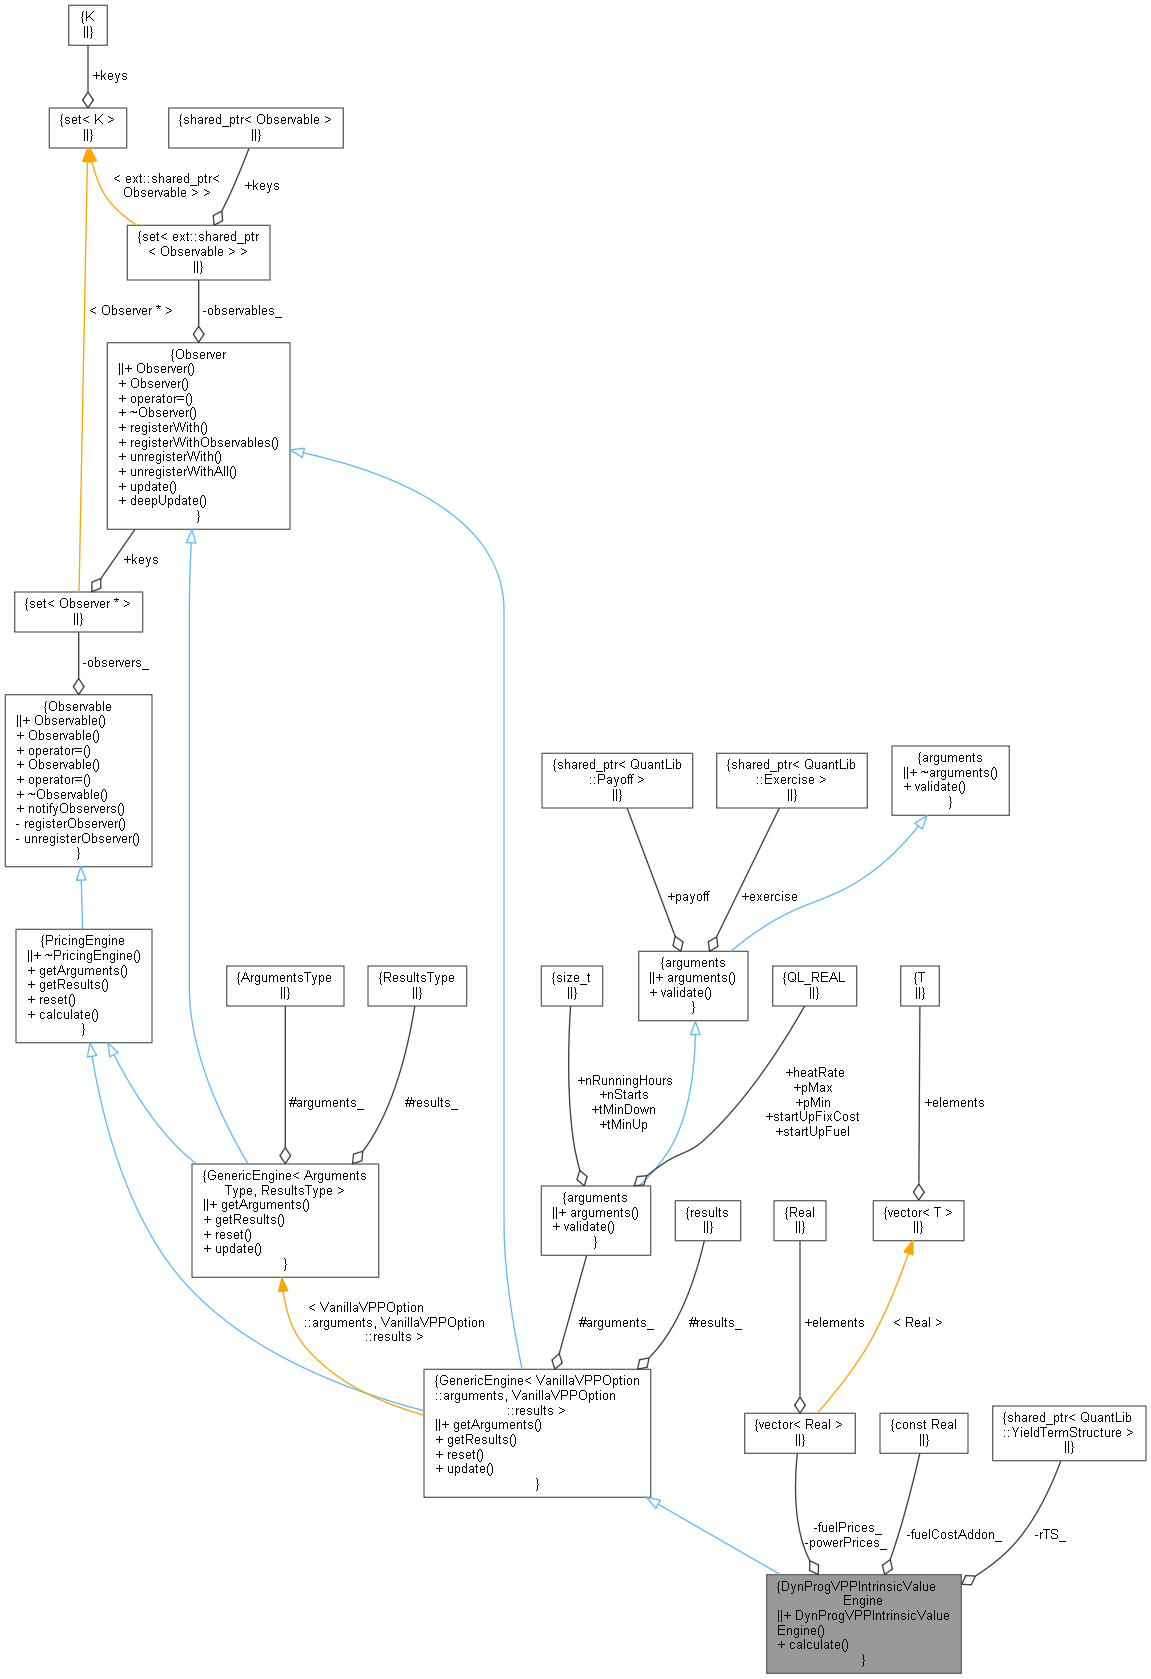 {K
||}
+keys
{set< K >
||}
{shared_ptr< Observable >
||}
< ext::shared_ptr<
Observable > >
+keys
{set< ext::shared_ptr
< Observable > >
||}
< Observer * >
-observables_
{Observer
||+ Observer()
+ Observer()
+ operator=()
+ ~Observer()
+ registerWith()
+ registerWithObservables()
+ unregisterWith()
+ unregisterWithAll()
+ update()
+ deepUpdate()
}
+keys
{set< Observer * >
||}
-observers_
{Observable
||+ Observable()
+ Observable()
+ operator=()
+ Observable()
+ operator=()
+ ~Observable()
+ notifyObservers()
- registerObserver()
- unregisterObserver()
}
{shared_ptr< QuantLib
::Payoff >
||}
{shared_ptr< QuantLib
::Exercise >
||}
{arguments
||+ ~arguments()
+ validate()
}
+payoff
+exercise
{PricingEngine
||+ ~PricingEngine()
+ getArguments()
+ getResults()
+ reset()
+ calculate()
}
{ArgumentsType
||}
{ResultsType
||}
{size_t
||}
{arguments
||+ arguments()
+ validate()
}
{QL_REAL
||}
{T
||}
#arguments_
#results_
+nRunningHours
+nStarts
+tMinDown
+tMinUp
+heatRate
+pMax
+pMin
+startUpFixCost
+startUpFuel
+elements
{GenericEngine< Arguments
Type, ResultsType >
||+ getArguments()
+ getResults()
+ reset()
+ update()
}
{arguments
||+ arguments()
+ validate()
}
{results
||}
{Real
||}
{vector< T >
||}
< VanillaVPPOption
::arguments, VanillaVPPOption
::results >
#arguments_
#results_
+elements
< Real >
{GenericEngine< VanillaVPPOption
::arguments, VanillaVPPOption
::results >
||+ getArguments()
+ getResults()
+ reset()
+ update()
}
{vector< Real >
||}
{const Real
||}
{shared_ptr< QuantLib
::YieldTermStructure >
||}
-fuelPrices_
-powerPrices_
-fuelCostAddon_
-rTS_
{DynProgVPPIntrinsicValue
Engine
||+ DynProgVPPIntrinsicValue
Engine()
+ calculate()
}